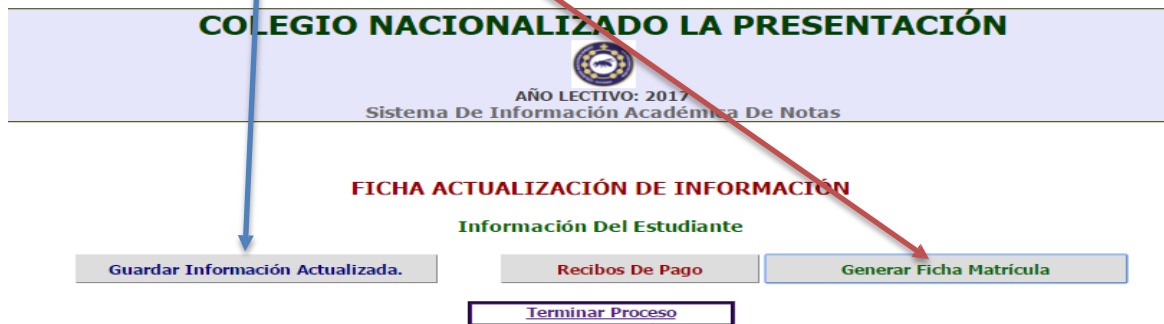 COLEGIO NACIONALIZADO LA PRESENTACIÓN
AÑO LECTIVO: 2017
Sistema De Información Académica De Notas
FICHA ACTUALIZACIÓN DE INFORMACIÓN
Información Del Estudiante
Guardar Información Actualizada. Recibos De Pago Generar Ficha Matrícula
Terminar Proceso